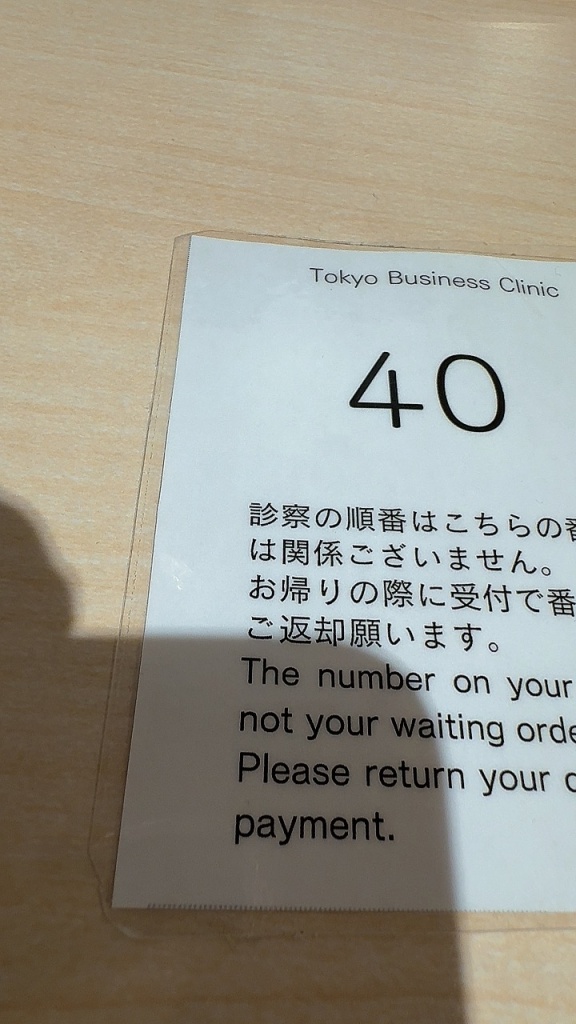 Tokyo Business Clinic
40
診察の順番はこちらの
は関係ございません。
お帰りの際に受付で番
ご返却願います。
The number on your
not your waiting
Please return your
payment.